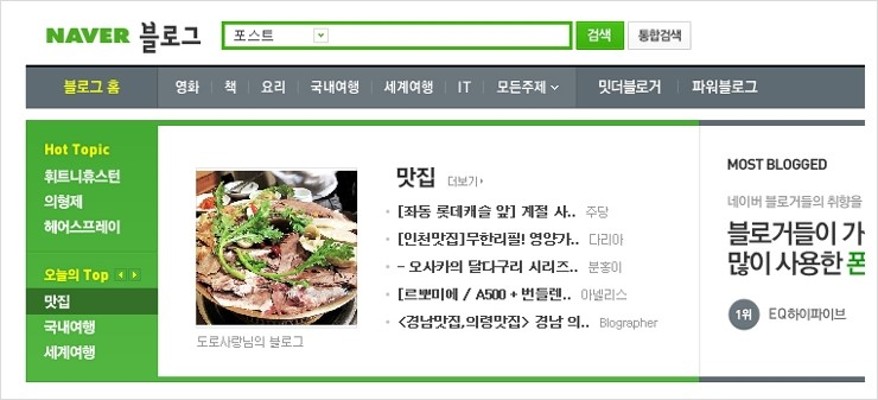 NAVER 블로그
포스트
검색
통합검색
블로그 홈
영화
책
요리
국내여행
세계여행
IT
모든주제
밋더블로거
파워블로그
Hot Topic
휘트니휴스턴
의형제
헤어스프레이
오늘의 Top
맛집
국내여행
세계여행
도로사랑님의 블로그
맛집 더보기
[좌동 롯데캐슬 앞] 계절 사.. 주당
[인천맛집]무한리필! 영양가.. 다리아
- 오사카의 달다구리 시리즈.. 분홍이
[르뽀미에 / A500 + 번들렌.. 아넬리스
<경남맛집,의령맛집> 경남 의.. Blographer
MOST BLOGGED
네이버 블로거들의 취향을
블로거들이 가
많이 사용한 폰
1위 EQ하이파이브